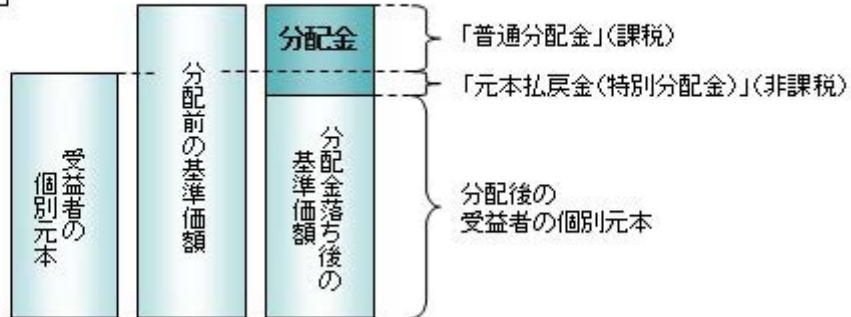 受益者の
個別元本
分配前の基準価額
分配金
分配金落ち後の
基準価額
「普通分配金」(課税)
「元本払戻金(特別分配金)」(非課税)
分配後の
受益者の個別元本